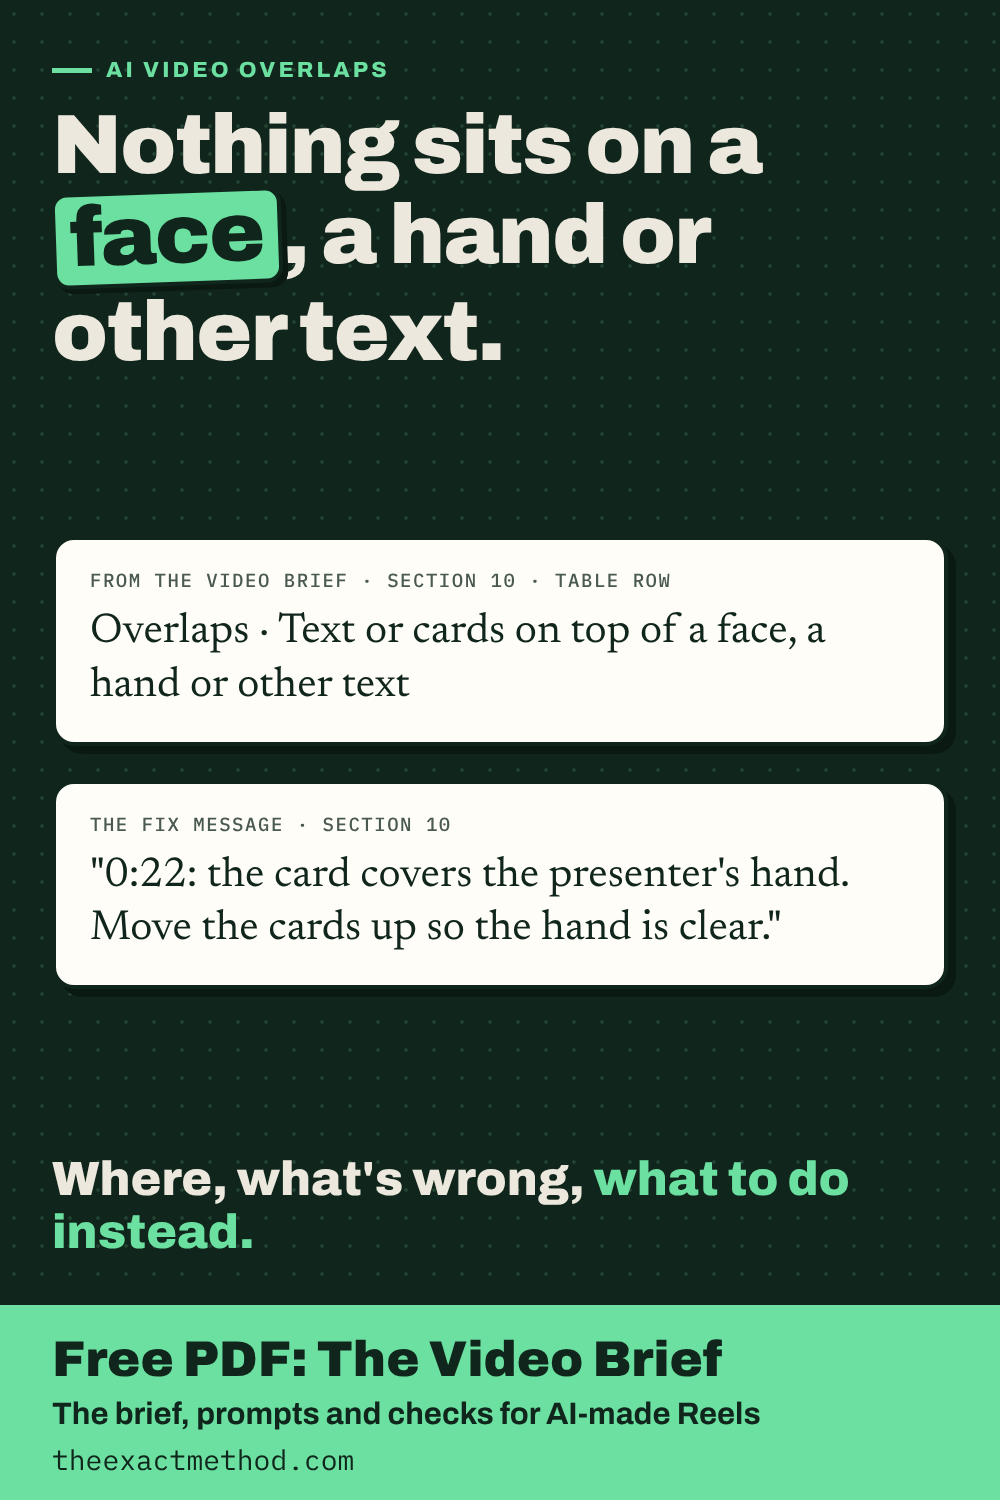 AI VIDEO OVERLAPS
Nothing sits on a
face, a hand or
other text.
FROM THE VIDEO BRIEF · SECTION 10 · TABLE ROW
Overlaps · Text or cards on top of a face, a
hand or other text
THE FIX MESSAGE · SECTION 10
"0:22: the card covers the presenter's hand.
Move the cards up so the hand is clear."
Where, what's wrong, what to do
instead.
Free PDF: The Video Brief
The brief, prompts and checks for AI-made Reels
theexactmethod.com